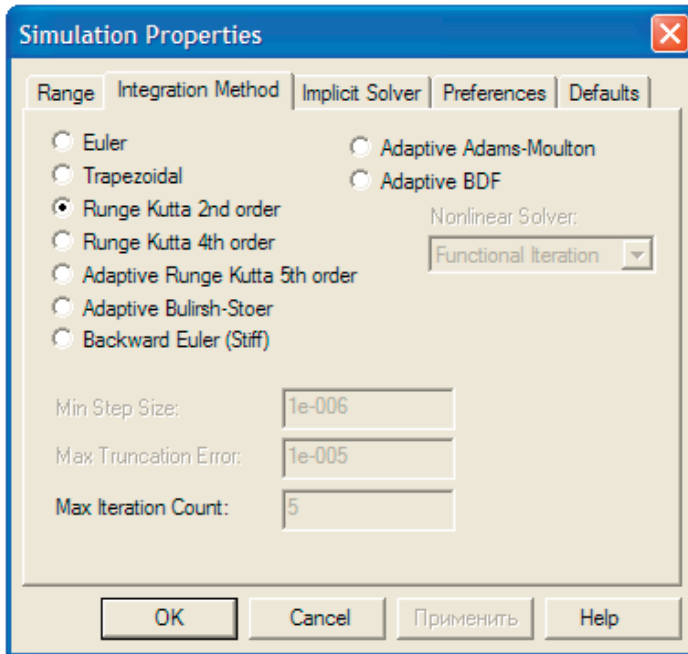 Simulation Properties
Range Integration Method Implicit Solver Preferences Defaults
Euler
Trapezoidal
Runge Kutta 2nd order
Runge Kutta 4th order
Adaptive Runge Kutta 5th order
Adaptive Bulirsh-Stoer
Backward Euler (Stiff)
Adaptive Adams-Moulton
Adaptive BDF
Nonlinear Solver:
Functional Iteration
Min Step Size: 1e-006
Max Truncation Error: 1e-005
Max Iteration Count: 5
OK Cancel Применить Help